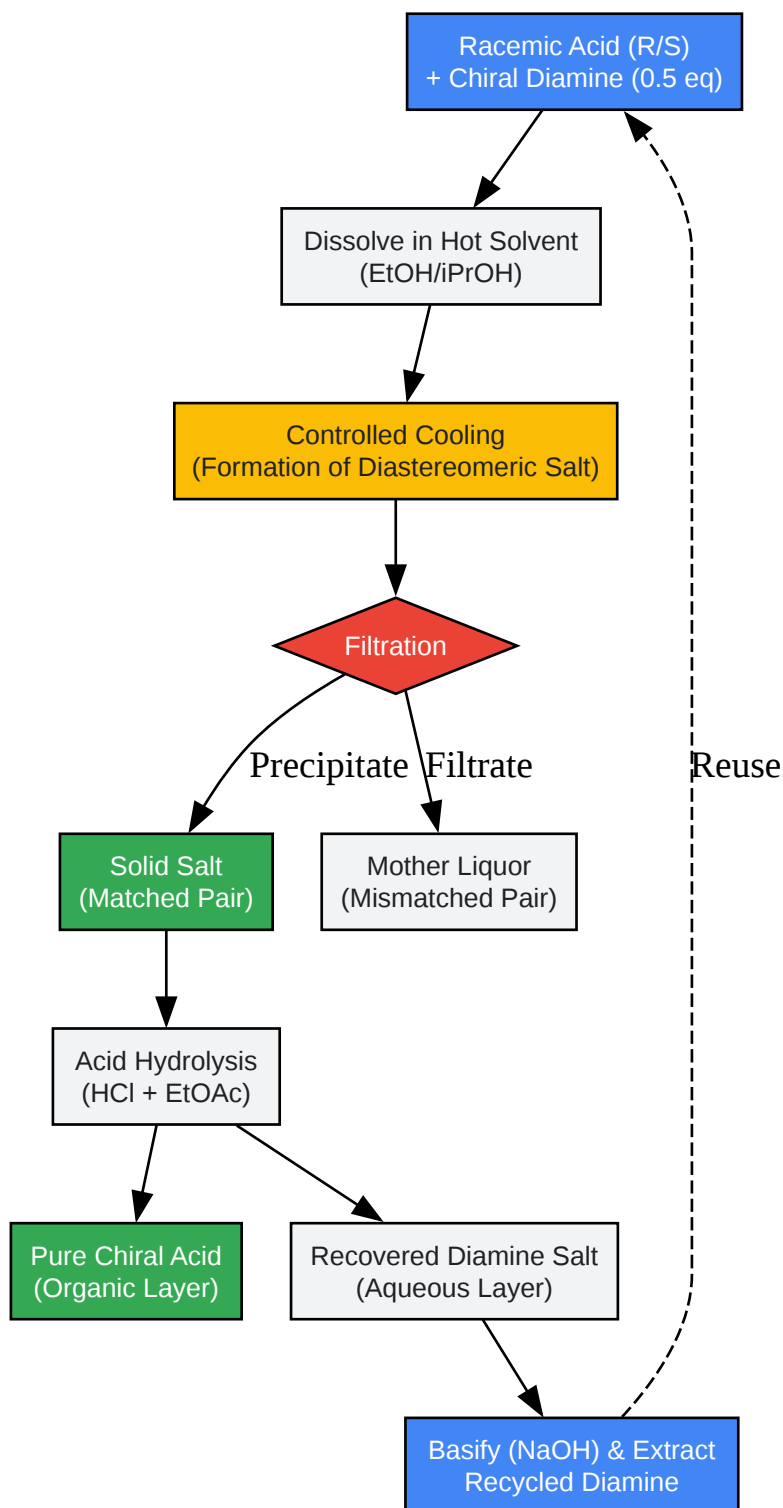 Racemic Acid (R/S)
+ Chiral Diamine (0.5 eq)
Dissolve in Hot Solvent
(EtOH/iPrOH)
Controlled Cooling
(Formation of Diastereomeric Salt)
Filtration
Precipitate
Filtrate
Reuse
Solid Salt
(Matched Pair)
Mother Liquor
(Mismatched Pair)
Acid Hydrolysis
(HCl + EtOAc)
Pure Chiral Acid
(Organic Layer)
Recovered Diamine Salt
(Aqueous Layer)
Basify (NaOH) & Extract
Recycled Diamine